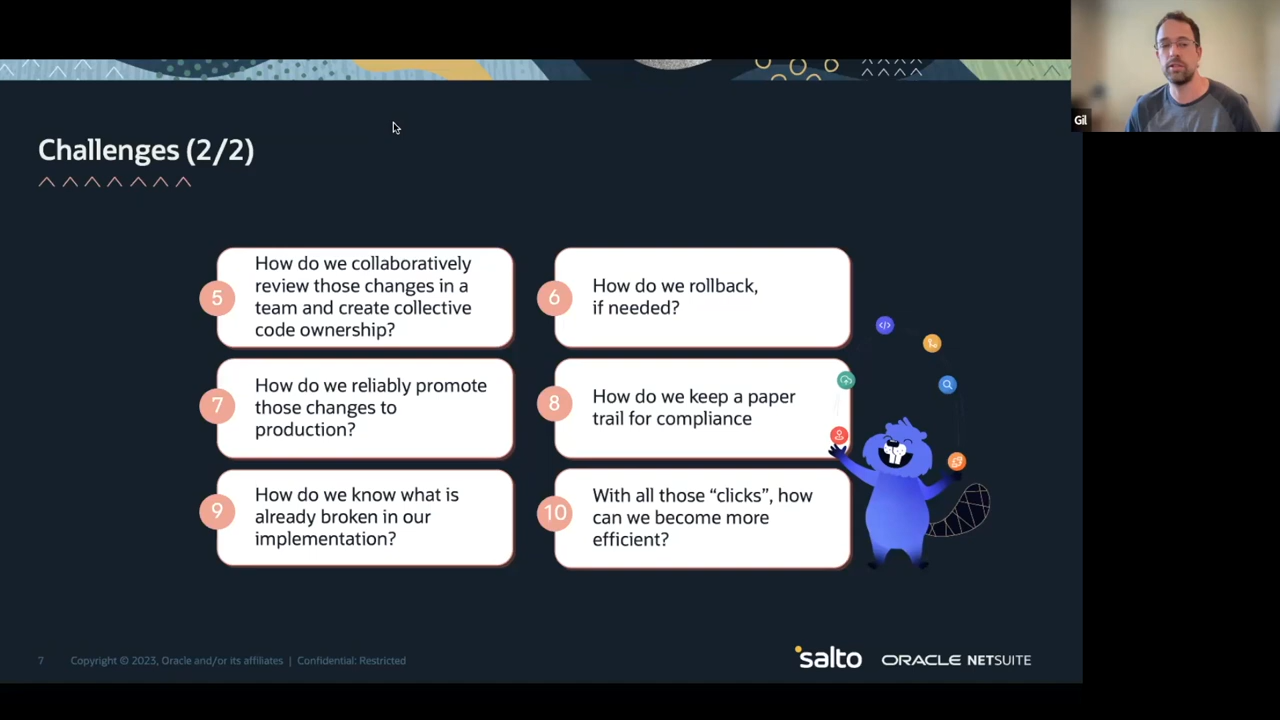 Gil
Challenges (2/2)
5
How do we collaboratively
review those changes in a
team and create collective
code ownership?
6
How do we rollback,
if needed?
7
How do we reliably promote
those changes to
production?
8
How do we keep a paper
trail for compliance
9
How do we know what is
already broken in our
implementation?
10
With all those “clicks”, how
can we become more
efficient?
7
Copyright © 2023, Oracle and/or its affiliates | Confidential: Restricted
salto
ORACLE NETSUITE